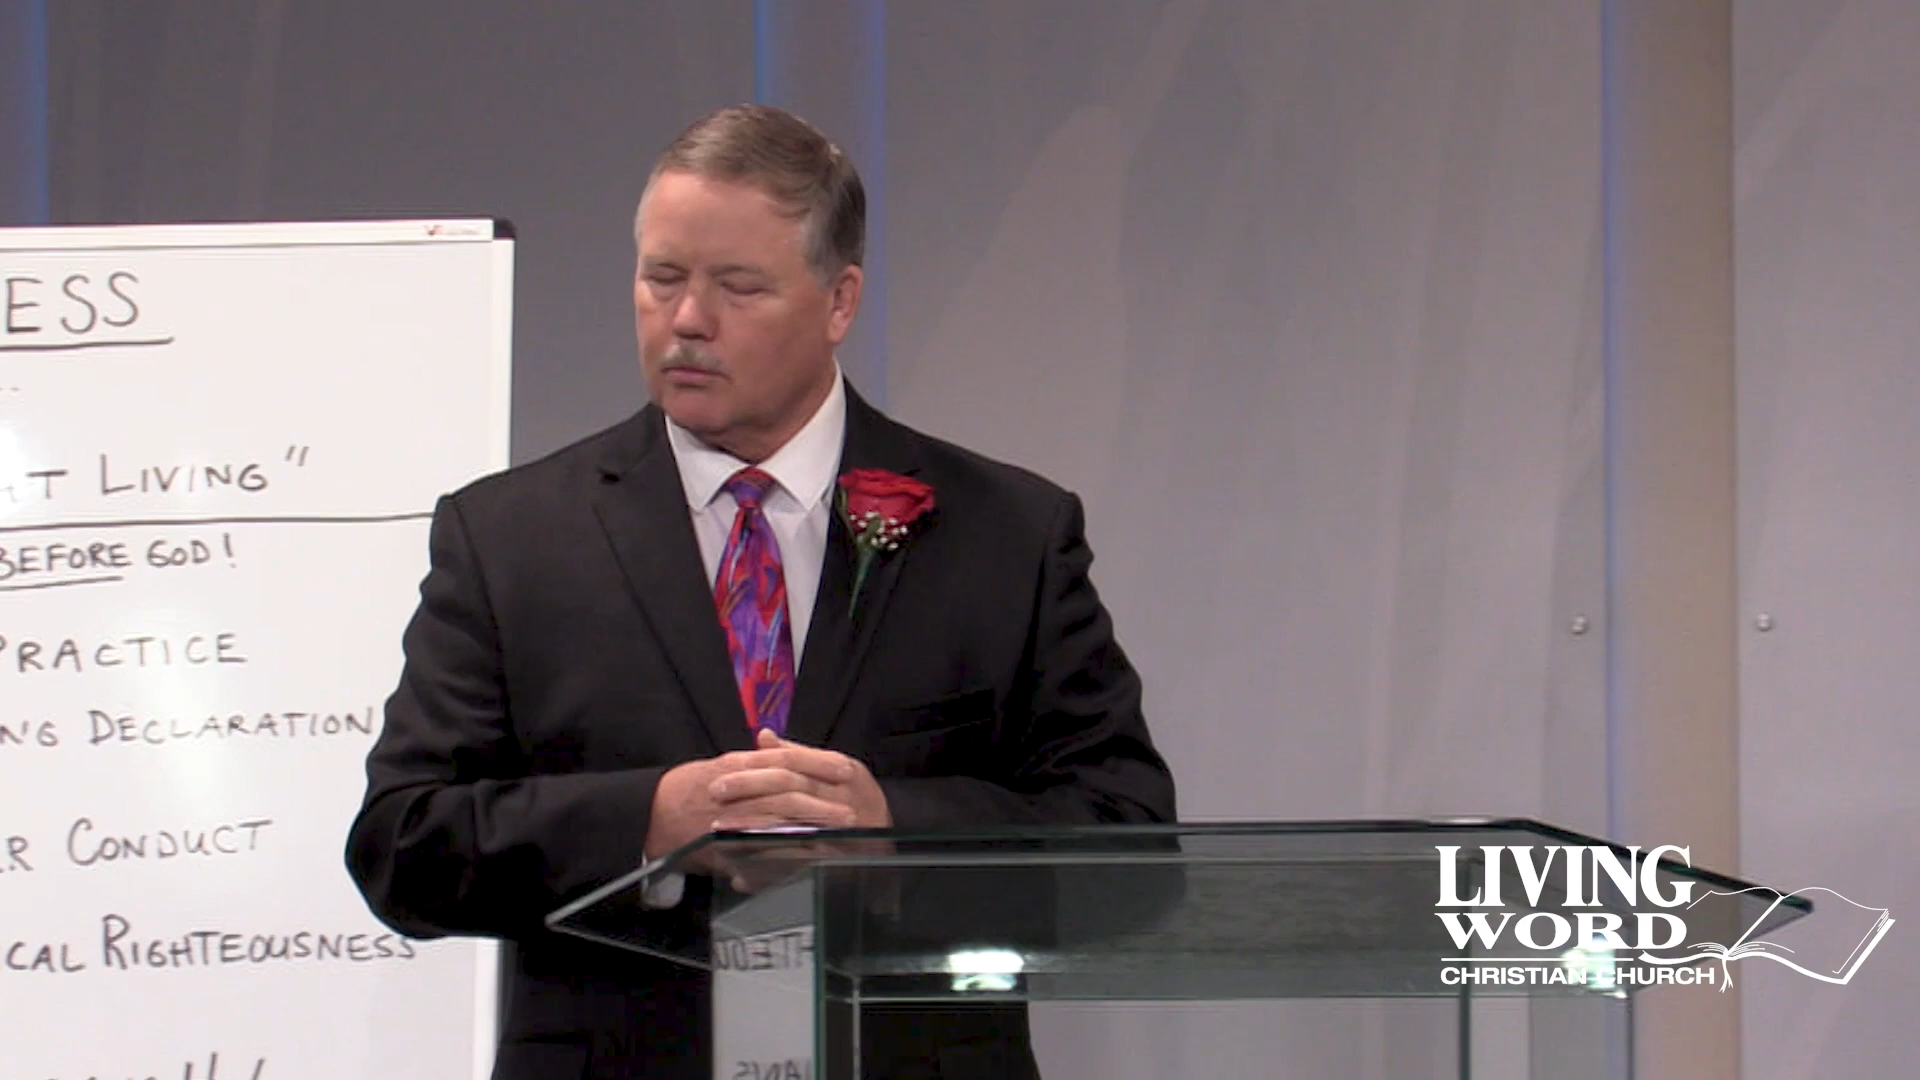 ESS
T LIVING"
BEFORE GOD!
PRACTICE
NG DECLARATION
R CONDUCT
CAL RIGHTEOUSNESS
LIVING
WORD
CHRISTIAN CHURCH